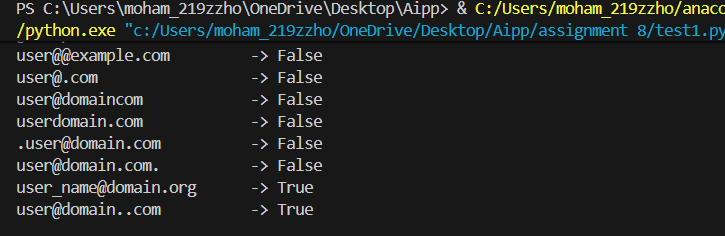 PS C:\Users\moham_219zzho\OneDrive\Desktop\Aipp> & C:/Users/moham_219zzho/anaco
/python.exe "c:/Users/moham_219zzho/OneDrive/Desktop/Aipp/assignment 8/test1.py
user@@example.com -> False
user@.com -> False
user@domaincom -> False
userdomain.com -> False
.user@domain.com -> False
user@domain.com. -> False
user_name@domain.org -> True
user@domain..com -> True